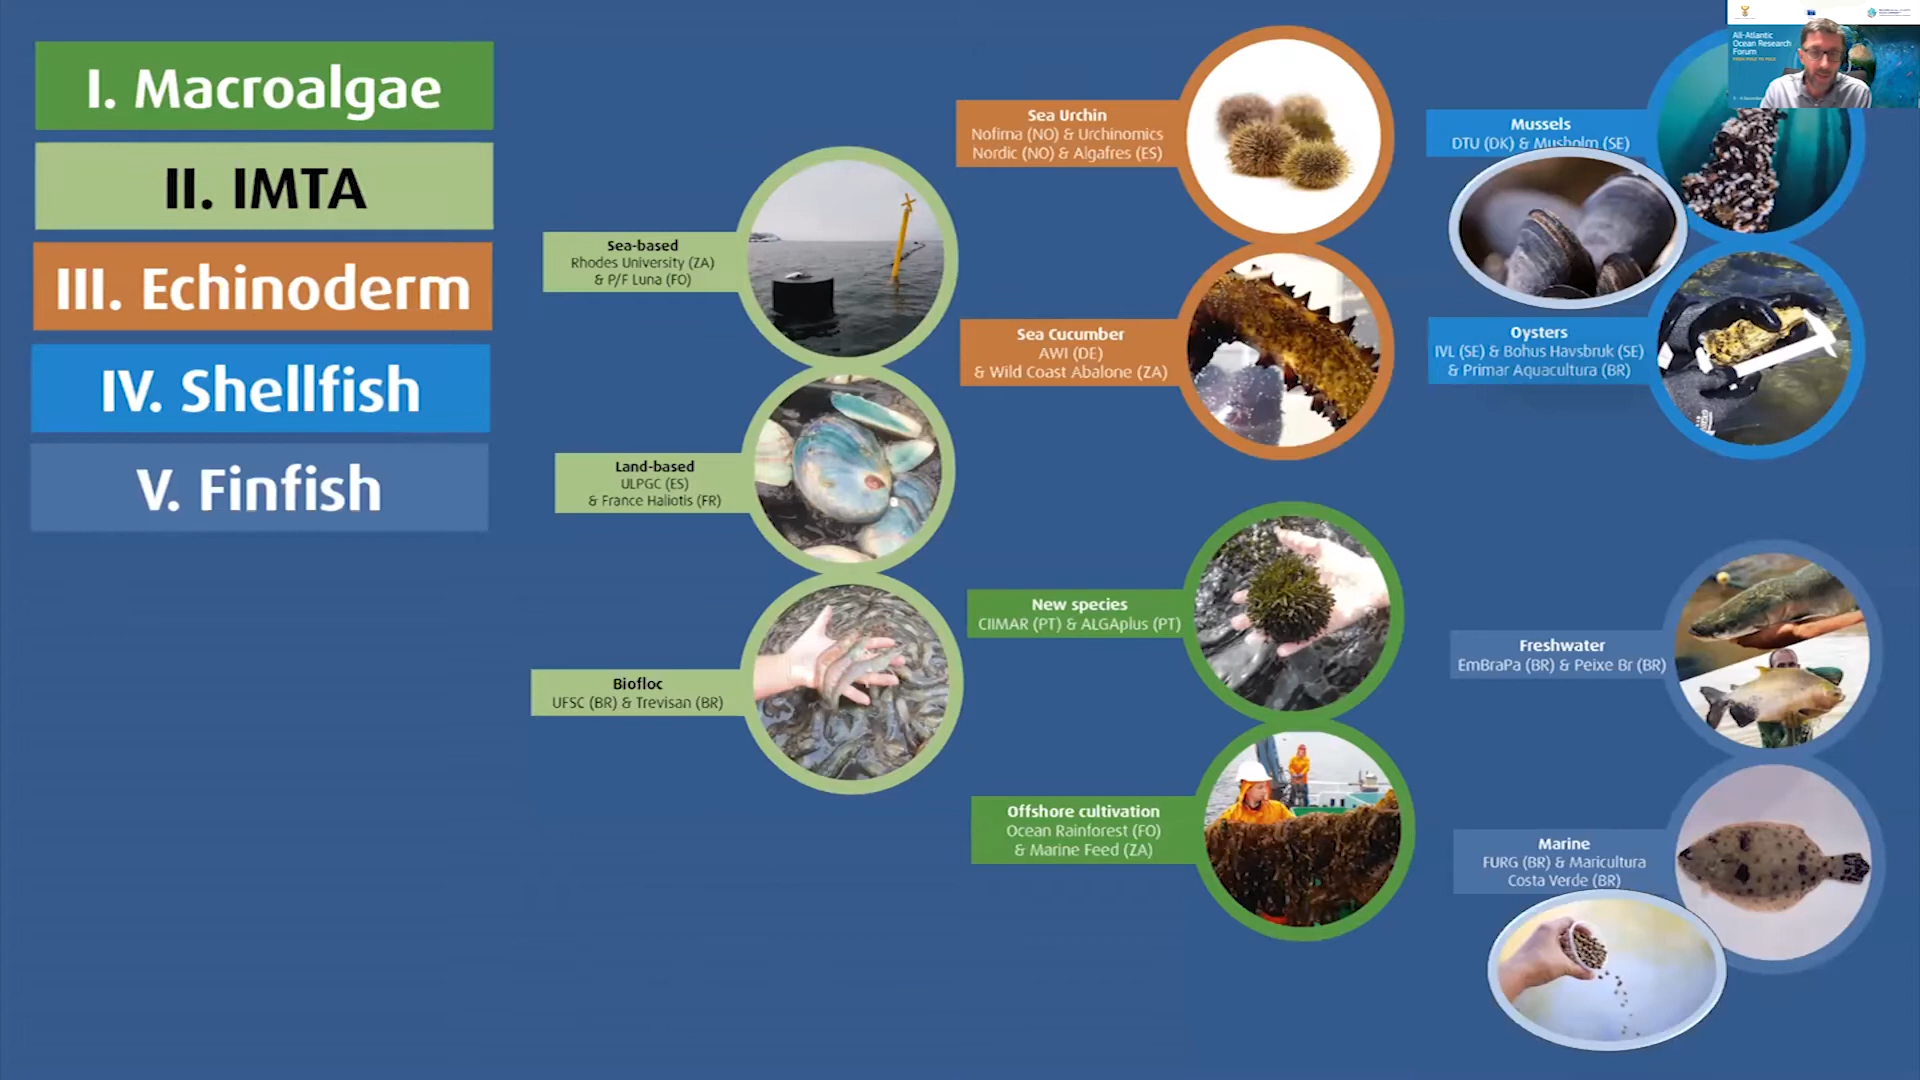 I. Macroalgae
II. IMTA
III. Echinoderm
IV. Shellfish
V. Finfish
Sea-based
Rhodes University (ZA)
& P/F Luna (FO)
Land-based
ULPGC (ES)
& France Haliotis (FR)
Biofloc
UFSC (BR) & Trevisan (BR)
Sea Urchin
Nofima (NO) & Urchinomics
Nordic (NO) & Algafres (ES)
Sea Cucumber
AWI (DE)
& Wild Coast Abalone (ZA)
New species
CIIMAR (PT) & ALGAplus (PT)
Offshore cultivation
Ocean Rainforest (FO)
& Marine Feed (ZA)
Mussels
DTU (DK) & Musholm (SE)
Oysters
IVL (SE) & Bohus Havsbruk (SE)
& Primar Aquacultura (BR)
Freshwater
EmBraPa (BR) & Peixe Br (BR)
Marine
FURG (BR) & Maricultura
Costa Verde (BR)
All-Atlantic
Ocean Research
Forum
FROM POLE TO POLE